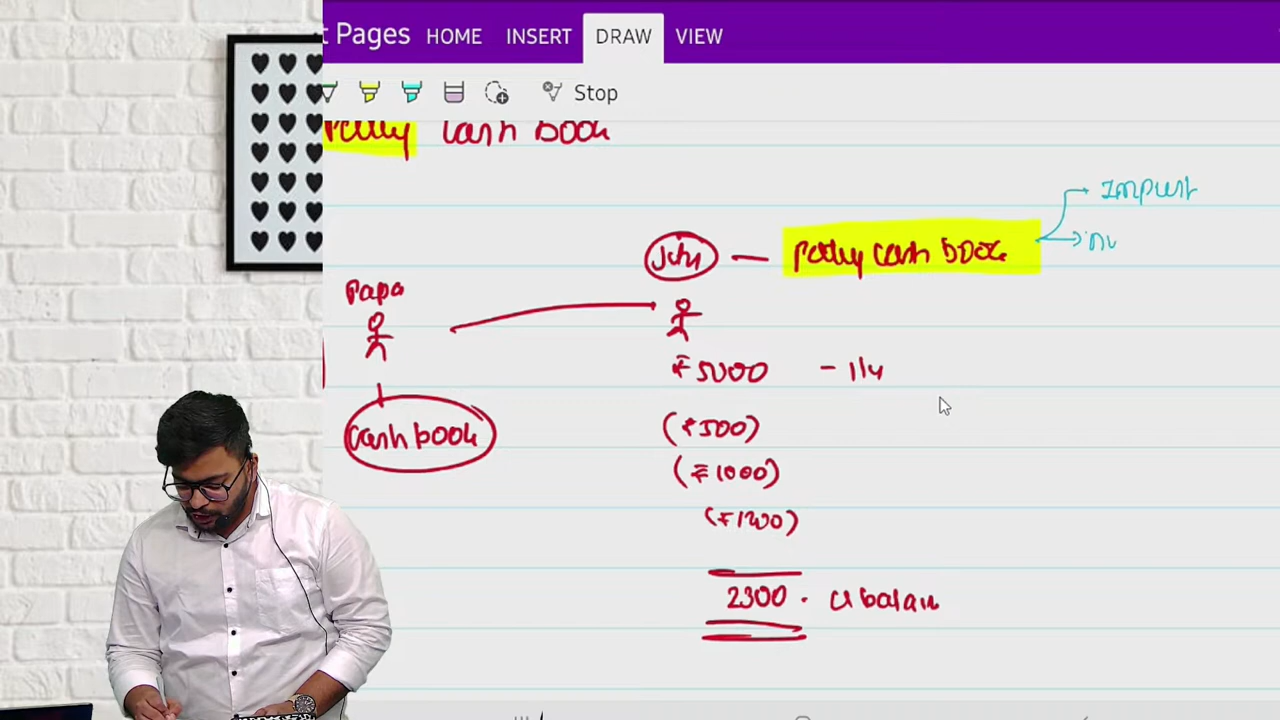 t Pages HOME INSERT DRAW VIEW
Stop
Petty Cash Book
Imprest
John — Petty Cash Book
Papa
₹5000 - 1/4
(₹500)
Cash book
(₹1000)
(₹1200)
2300 .